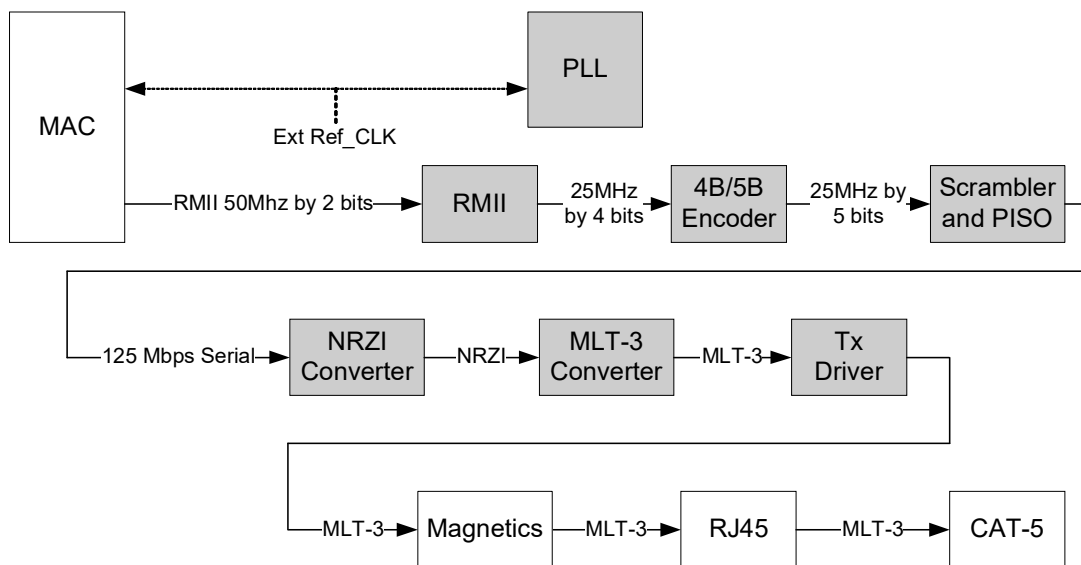 MAC
PLL
Ext Ref_CLK
RMII 50Mhz by 2 bits
RMII
25MHz
by 4 bits
4B/5B
Encoder
25MHz by
5 bits
Scrambler
and PISO
125 Mbps Serial
NRZI
Converter
NRZI
MLT-3
Converter
MLT-3
Tx
Driver
MLT-3
Magnetics
MLT-3
RJ45
MLT-3
CAT-5